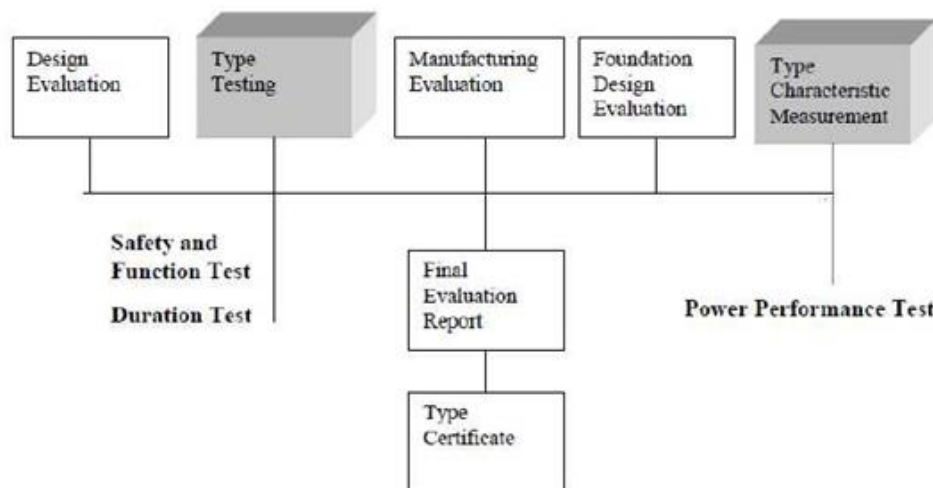 Design
Evaluation
Type
Testing
Manufacturing
Evaluation
Foundation
Design
Evaluation
Type
Characteristic
Measurement
Safety and
Function Test
Duration Test
Final
Evaluation
Report
Power Performance Test
Type
Certificate